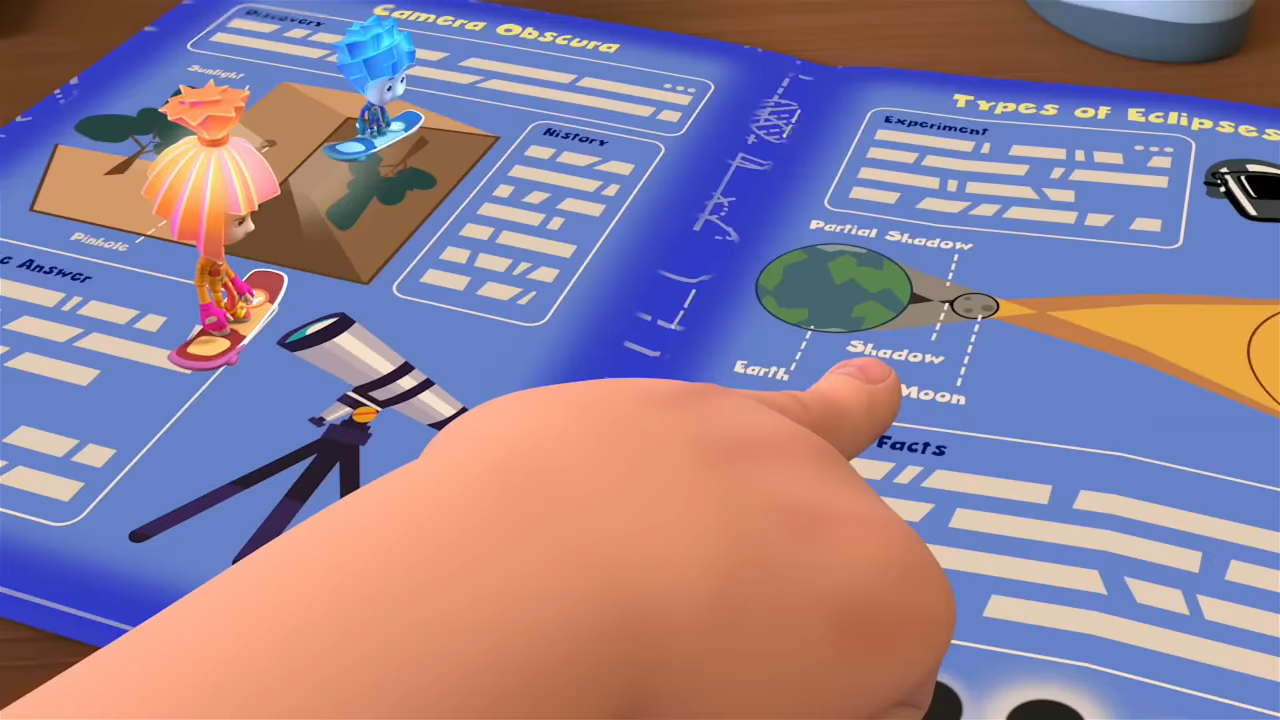 Camera Obscura
Discovery
Sunlight
History
Pinhole
Answer
Types of Eclipses
Experiment
Partial Shadow
Shadow
Earth
Moon
Facts